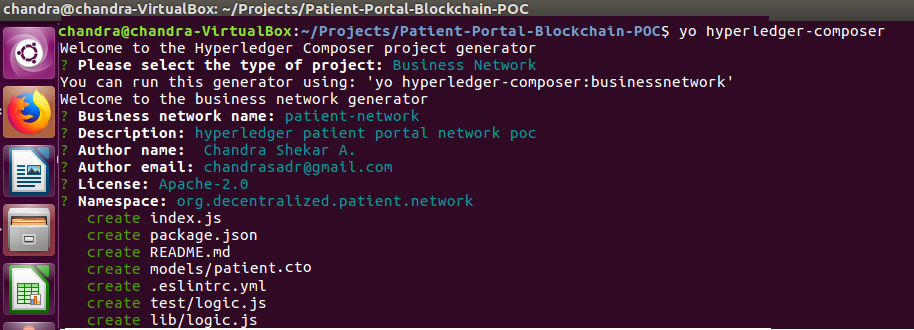 chandra@chandra-VirtualBox: ~/Projects/Patient-Portal-Blockchain-POC
chandra@chandra-VirtualBox:~/Projects/Patient-Portal-Blockchain-POC$ yo hyperledger-composer
Welcome to the Hyperledger Composer project generator
? Please select the type of project: Business Network
You can run this generator using: 'yo hyperledger-composer:businessnetwork'
Welcome to the business network generator
? Business network name: patient-network
? Description: hyperledger patient portal network poc
? Author name:  Chandra Shekar A.
? Author email: chandrasadr@gmail.com
? License: Apache-2.0
? Namespace: org.decentralized.patient.network
   create index.js
   create package.json
   create README.md
   create models/patient.cto
   create .eslintrc.yml
   create test/logic.js
   create lib/logic.js